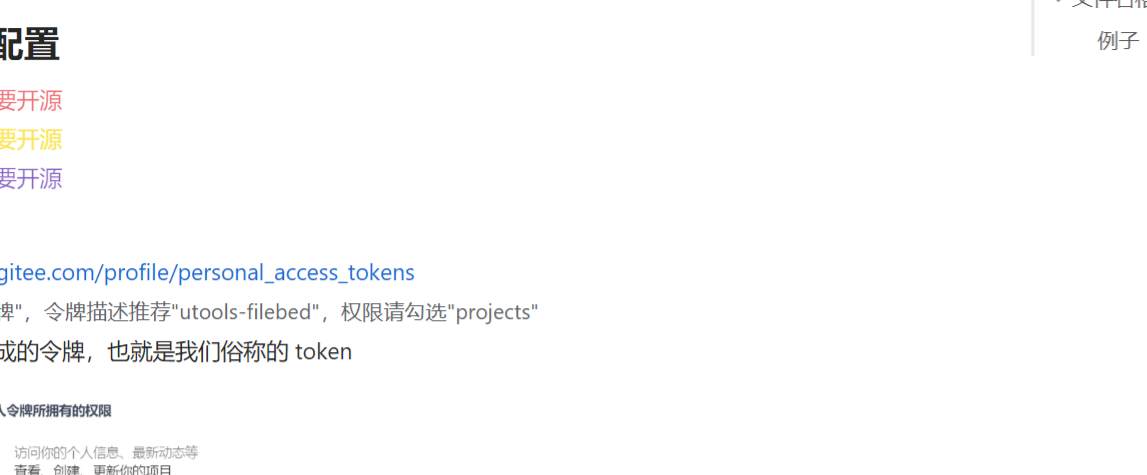 配置
要开源
要开源
要开源
gitee.com/profile/personal_access_tokens
牌"，令牌描述推荐"utools-filebed"，权限请勾选"projects"
成的令牌，也就是我们俗称的 token
人令牌所拥有的权限
访问你的个人信息、最新动态等
查看、创建、更新你的项目
文件日格
例子